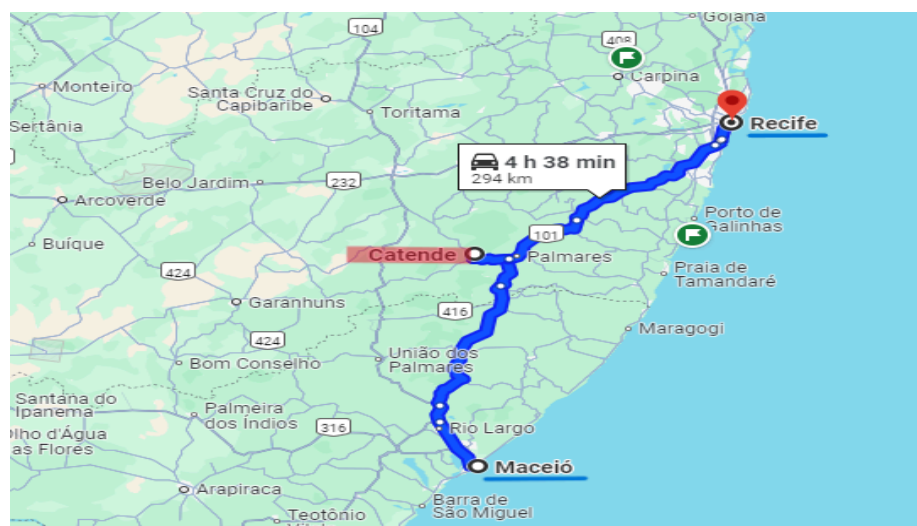 Goiana
104
408
Carpina
Monteiro
Santa Cruz do
Capibaribe
Toritama
Recife
Sertânia
4 h 38 min
294 km
Belo Jardim
232
Arcoverde
Porto de
Galinhas
Buíque
101
Catende
Palmares
424
Praia de
Tamandaré
Garanhuns
416
Maragogi
424
União dos
Palmares
Bom Conselho
Santana do
Ipanema
Palmeira
dos Índios
316
Rio Largo
Olho d'Água
as Flores
Maceió
Arapiraca
Barra de
São Miguel
Teotônio